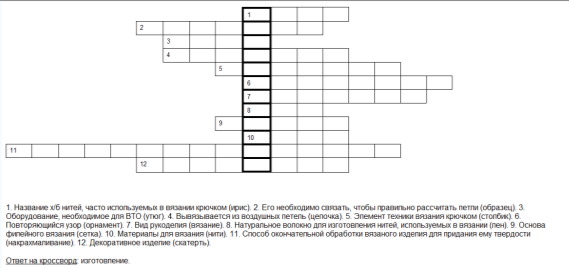 1
2
3
4
5
6
7
8
9
10
11
12
1. Название х/б нитей, часто используемых в вязании крючком (ирис). 2. Его необходимо связать, чтобы правильно рассчитать петли (образец). 3.
Оборудование, необходимое для ВТО (утюг). 4. Вывязывается из воздушных петель (цепочка). 5. Элемент техники вязания крючком (столбик). 6.
Повторяющийся узор (орнамент). 7. Вид рукоделия (вязание). 8. Натуральное волокно для изготовления нитей, используемых в вязании (лен). 9. Основа
филейного вязания (сетка). 10. Материалы для вязания (нити). 11. Способ окончательной обработки вязаного изделия для придания ему твердости
(накрахмаливание). 12. Декоративное изделие (скатерть).
Ответ на кроссворд: изготовление.